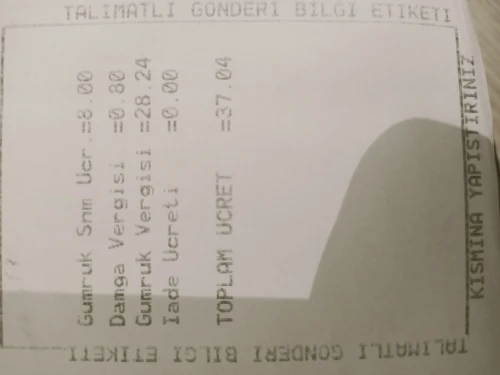 TALIMATLI GONDERI BILGI ETIKETI
Gumruk Snm Ucr.=8.00
Damga Vergisi =0.80
Gumruk Vergisi =28.24
Iade Ucreti =0.00
TOPLAM UCRET =37.04
KISMINA YAPISTIRINIZ
TALIMATLI GONDERI BILGI ETIKETI